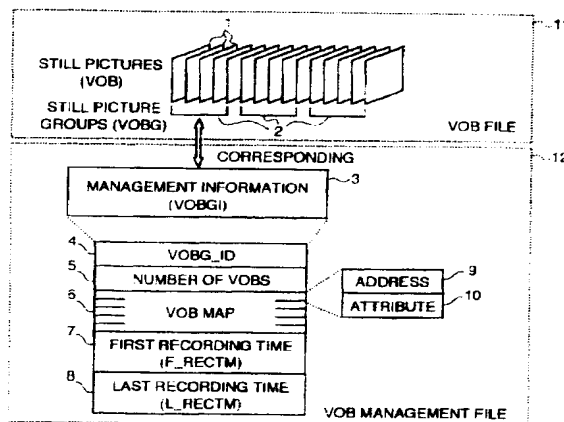 1
11
STILL PICTURES
(VOB)
STILL PICTURE
GROUPS (VOBG)
2
VOB FILE
CORRESPONDING
12
3
MANAGEMENT INFORMATION
(VOBGI)
4
VOBG_ID
5
NUMBER OF VOBS
9
ADDRESS
6
VOB MAP
10
ATTRIBUTE
7
FIRST RECORDING TIME
(F_RECTM)
8
LAST RECORDING TIME
(L_RECTM)
VOB MANAGEMENT FILE